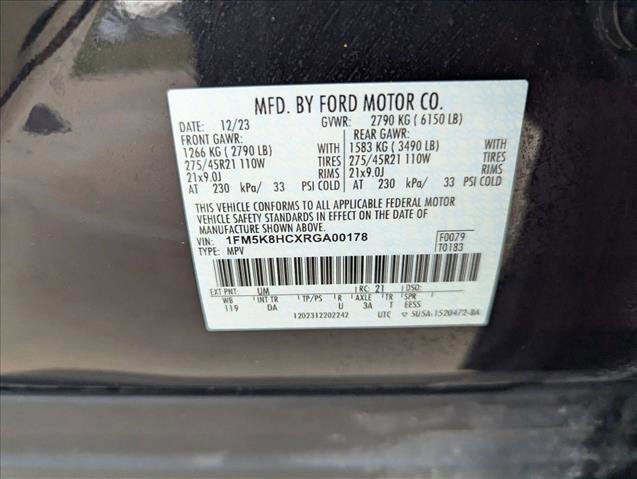 MFD. BY FORD MOTOR CO.
DATE: 12/23 GVWR: 2790 KG ( 6150 LB)
FRONT GAWR: REAR GAWR:
1266 KG ( 2790 LB) WITH 1583 KG ( 3490 LB) WITH
275/45R21 110W TIRES 275/45R21 110W TIRES
21x9.0J RIMS 21x9.0J RIMS
AT 230 kPa/ 33 PSI COLD AT 230 kPa/ 33 PSI COLD
THIS VEHICLE CONFORMS TO ALL APPLICABLE FEDERAL MOTOR
VEHICLE SAFETY STANDARDS IN EFFECT ON THE DATE OF
MANUFACTURE SHOWN ABOVE.
VIN: 1FM5K8HCXRGA00178 F0079
TYPE: MPV T0183
EXT PNT: UM RC: 21 DSO:
WB INT TR TP/PS R AXLE TR SPR
119 DA U 3A T EESS
1202312202242 UTC 5U5A-1520472-BA